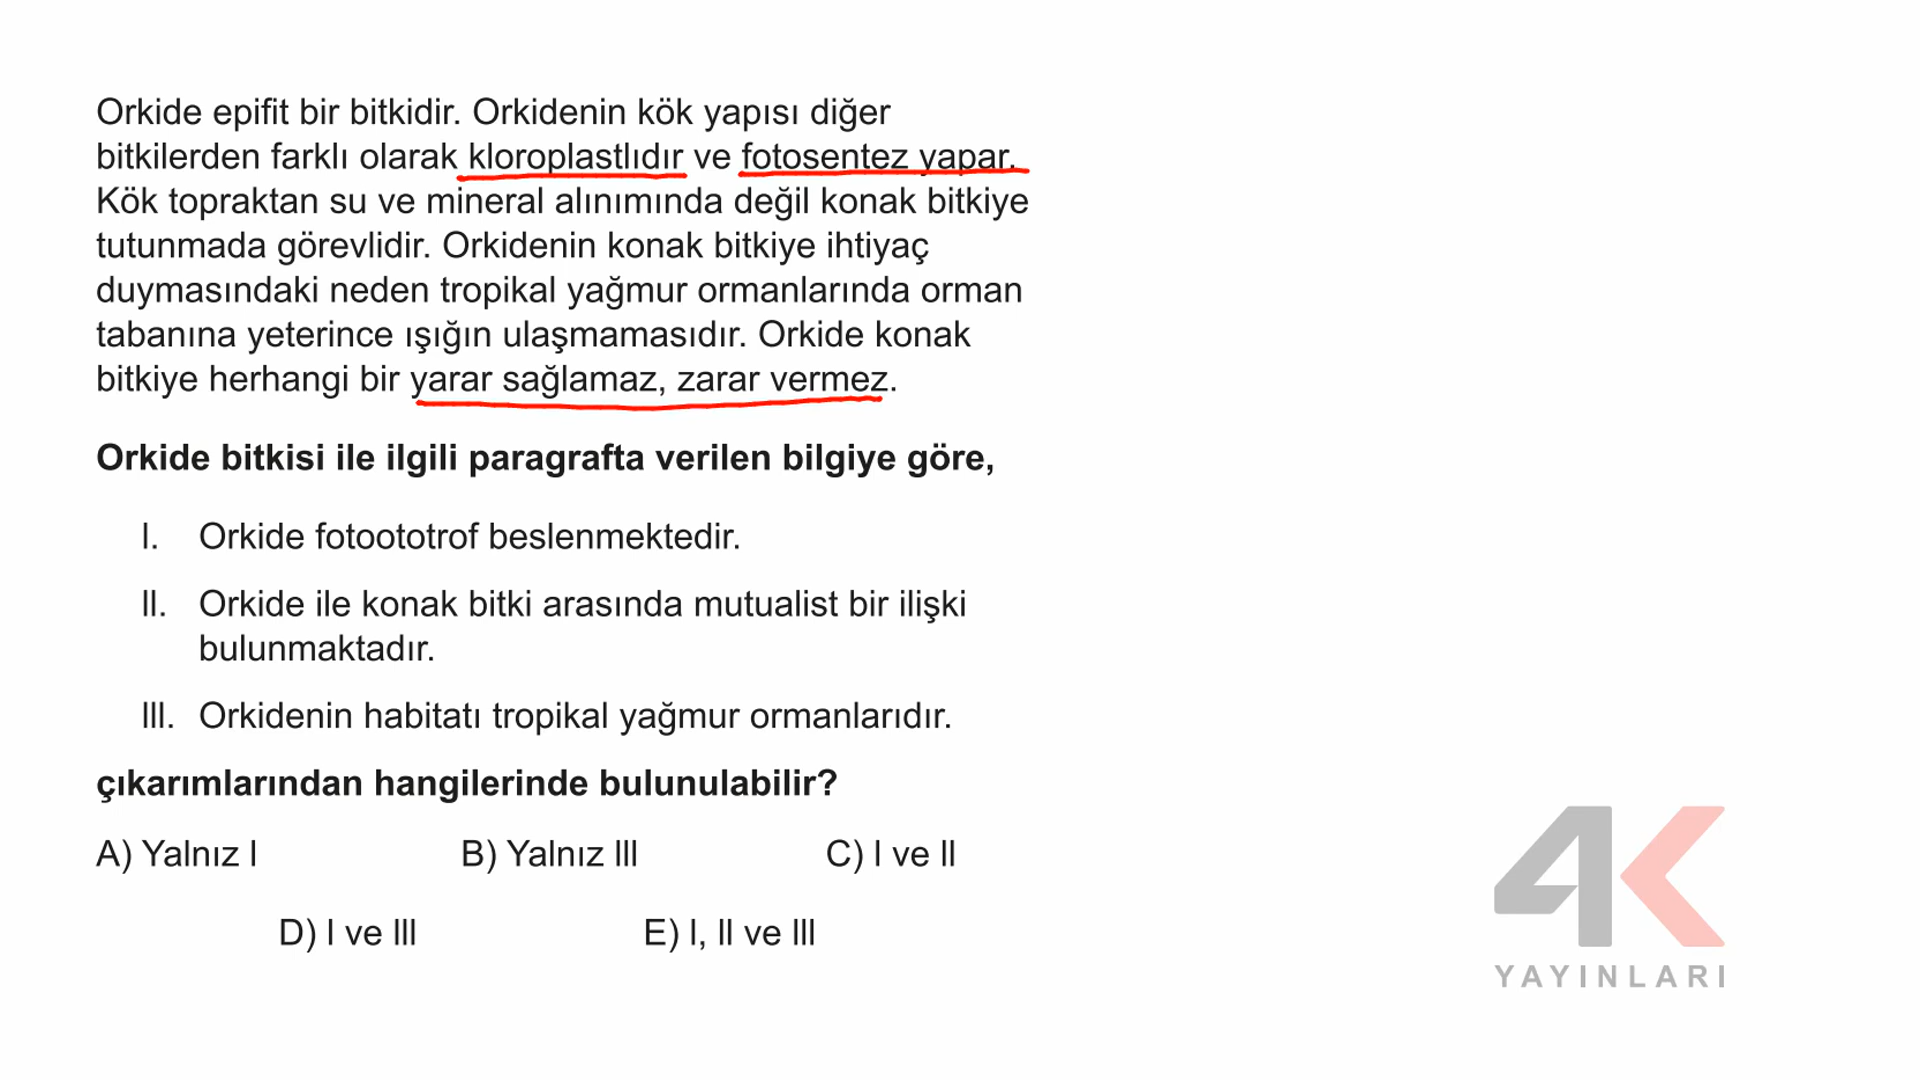 Orkide epifit bir bitkidir. Orkidenin kök yapısı diğer
bitkilerden farklı olarak kloroplastlıdır ve fotosentez yapar.
Kök topraktan su ve mineral alınımında değil konak bitkiye
tutunmada görevlidir. Orkidenin konak bitkiye ihtiyaç
duymasındaki neden tropikal yağmur ormanlarında orman
tabanına yeterince ışığın ulaşmamasıdır. Orkide konak
bitkiye herhangi bir yarar sağlamaz, zarar vermez.
Orkide bitkisi ile ilgili paragrafta verilen bilgiye göre,
I. Orkide fotoototrof beslenmektedir.
II. Orkide ile konak bitki arasında mutualist bir ilişki
bulunmaktadır.
III. Orkidenin habitatı tropikal yağmur ormanlarıdır.
çıkarımlarından hangilerinde bulunulabilir?
A) Yalnız I B) Yalnız III C) I ve II
D) I ve III E) I, II ve III
4K
YAYINLARI